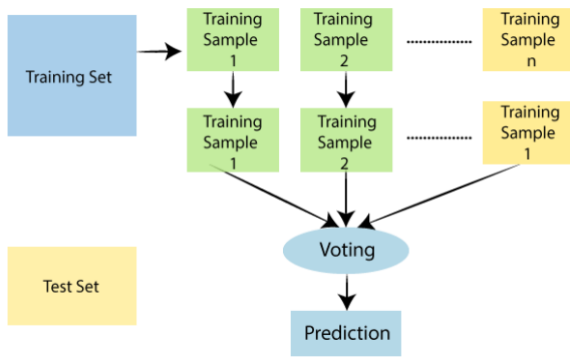 Training Set
Training
Sample
1
Training
Sample
2
Training
Sample
n
Training
Sample
1
Training
Sample
2
Training
Sample
1
Voting
Test Set
Prediction